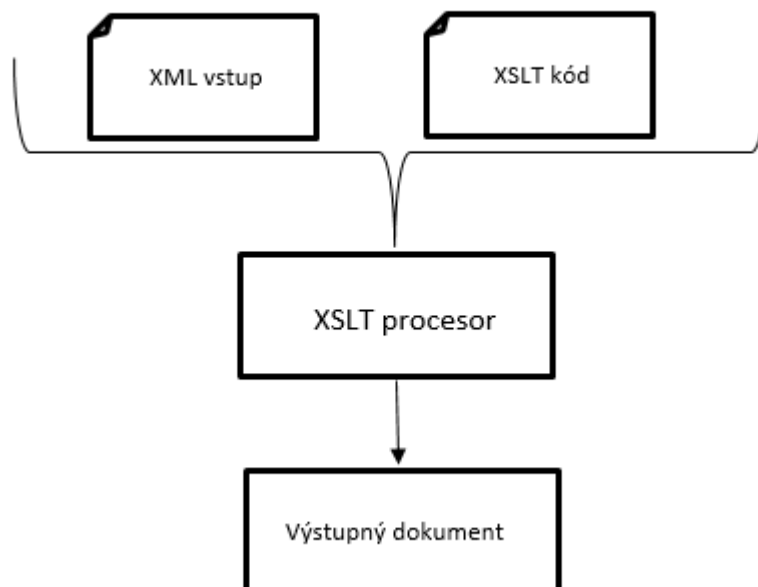 XML vstup
XSLT kód
XSLT procesor
Výstupný dokument